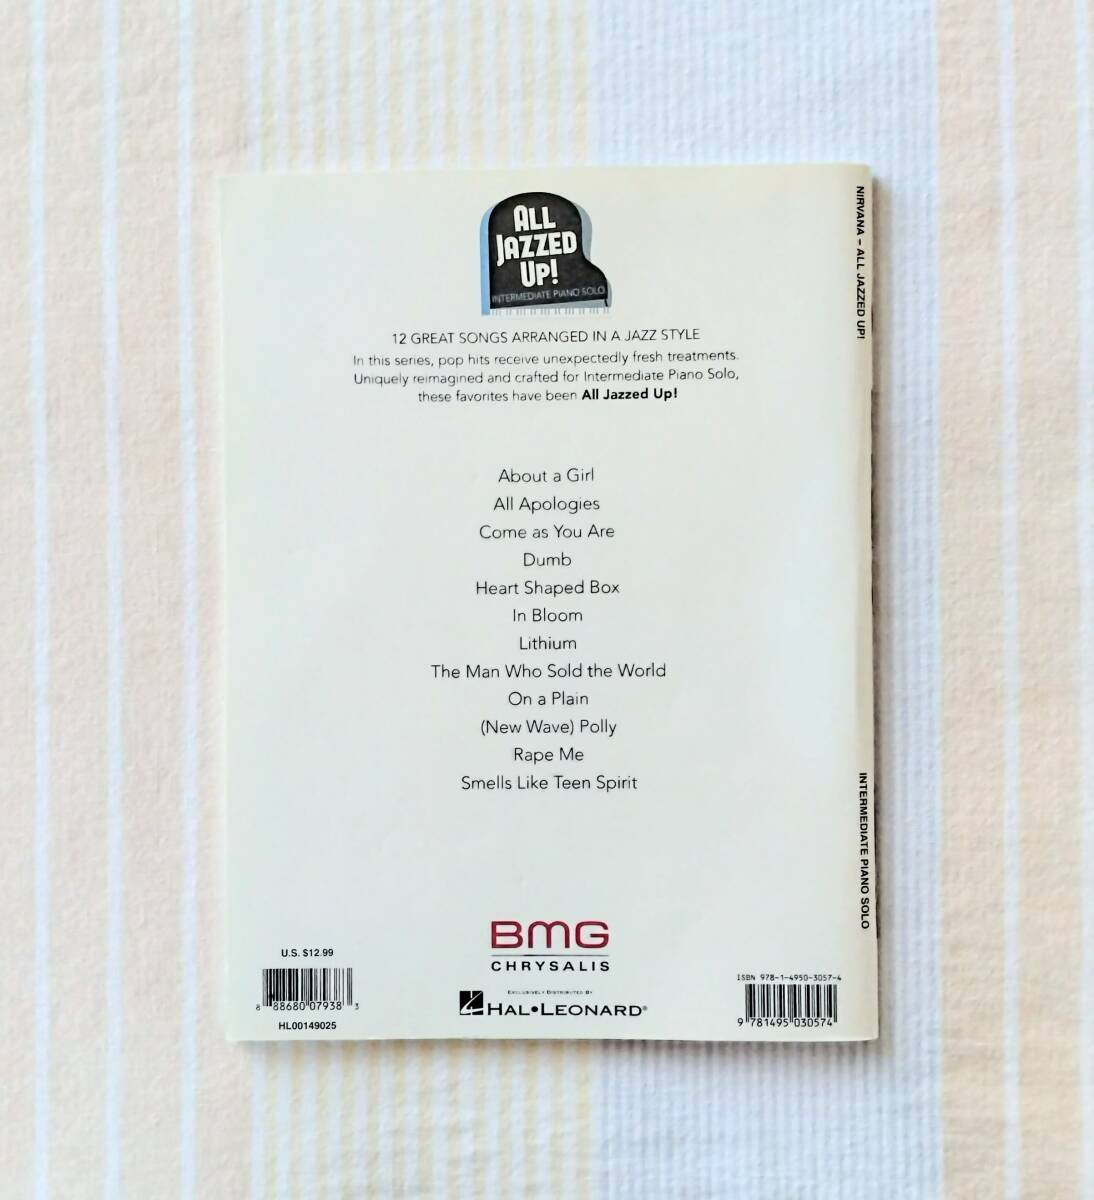 ALL
JAZZED
UP!
INTERMEDIATE PIANO SOLO
12 GREAT SONGS ARRANGED IN A JAZZ STYLE
In this series, pop hits receive unexpectedly fresh treatments.
Uniquely reimagined and crafted for Intermediate Piano Solo,
these favorites have been All Jazzed Up!
About a Girl
All Apologies
Come as You Are
Dumb
Heart Shaped Box
In Bloom
Lithium
The Man Who Sold the World
On a Plain
(New Wave) Polly
Rape Me
Smells Like Teen Spirit
BMG
CHRYSALIS
EXCLUSIVELY DISTRIBUTED BY
HAL•LEONARD®
U.S. $12.99
8 88680 07938 3
HL00149025
ISBN 978-1-4950-3057-4
9 781495 030574
NIRVANA – ALL JAZZED UP!
INTERMEDIATE PIANO SOLO